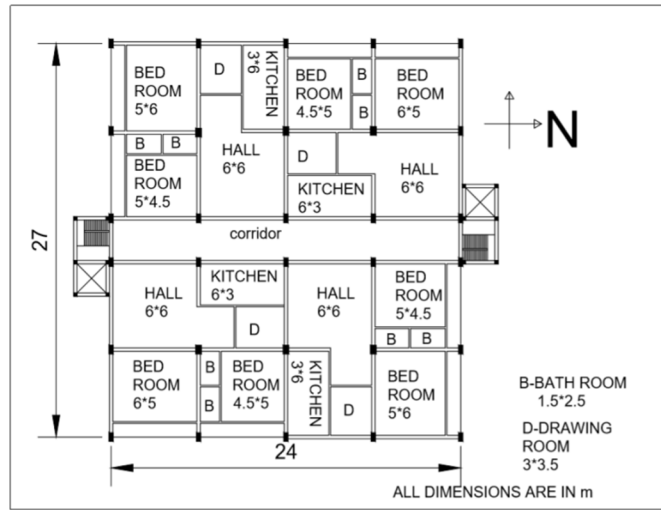 BED
ROOM
5*6
D
KITCHEN
3*6
BED
ROOM
4.5*5
B
B
BED
ROOM
6*5
N
B
B
BED
ROOM
5*4.5
HALL
6*6
D
KITCHEN
6*3
HALL
6*6
27
corridor
HALL
6*6
KITCHEN
6*3
D
HALL
6*6
BED
ROOM
5*4.5
B
B
BED
ROOM
6*5
B
B
BED
ROOM
4.5*5
KITCHEN
3*6
D
BED
ROOM
5*6
B-BATH ROOM
1.5*2.5
D-DRAWING
ROOM
3*3.5
24
ALL DIMENSIONS ARE IN m